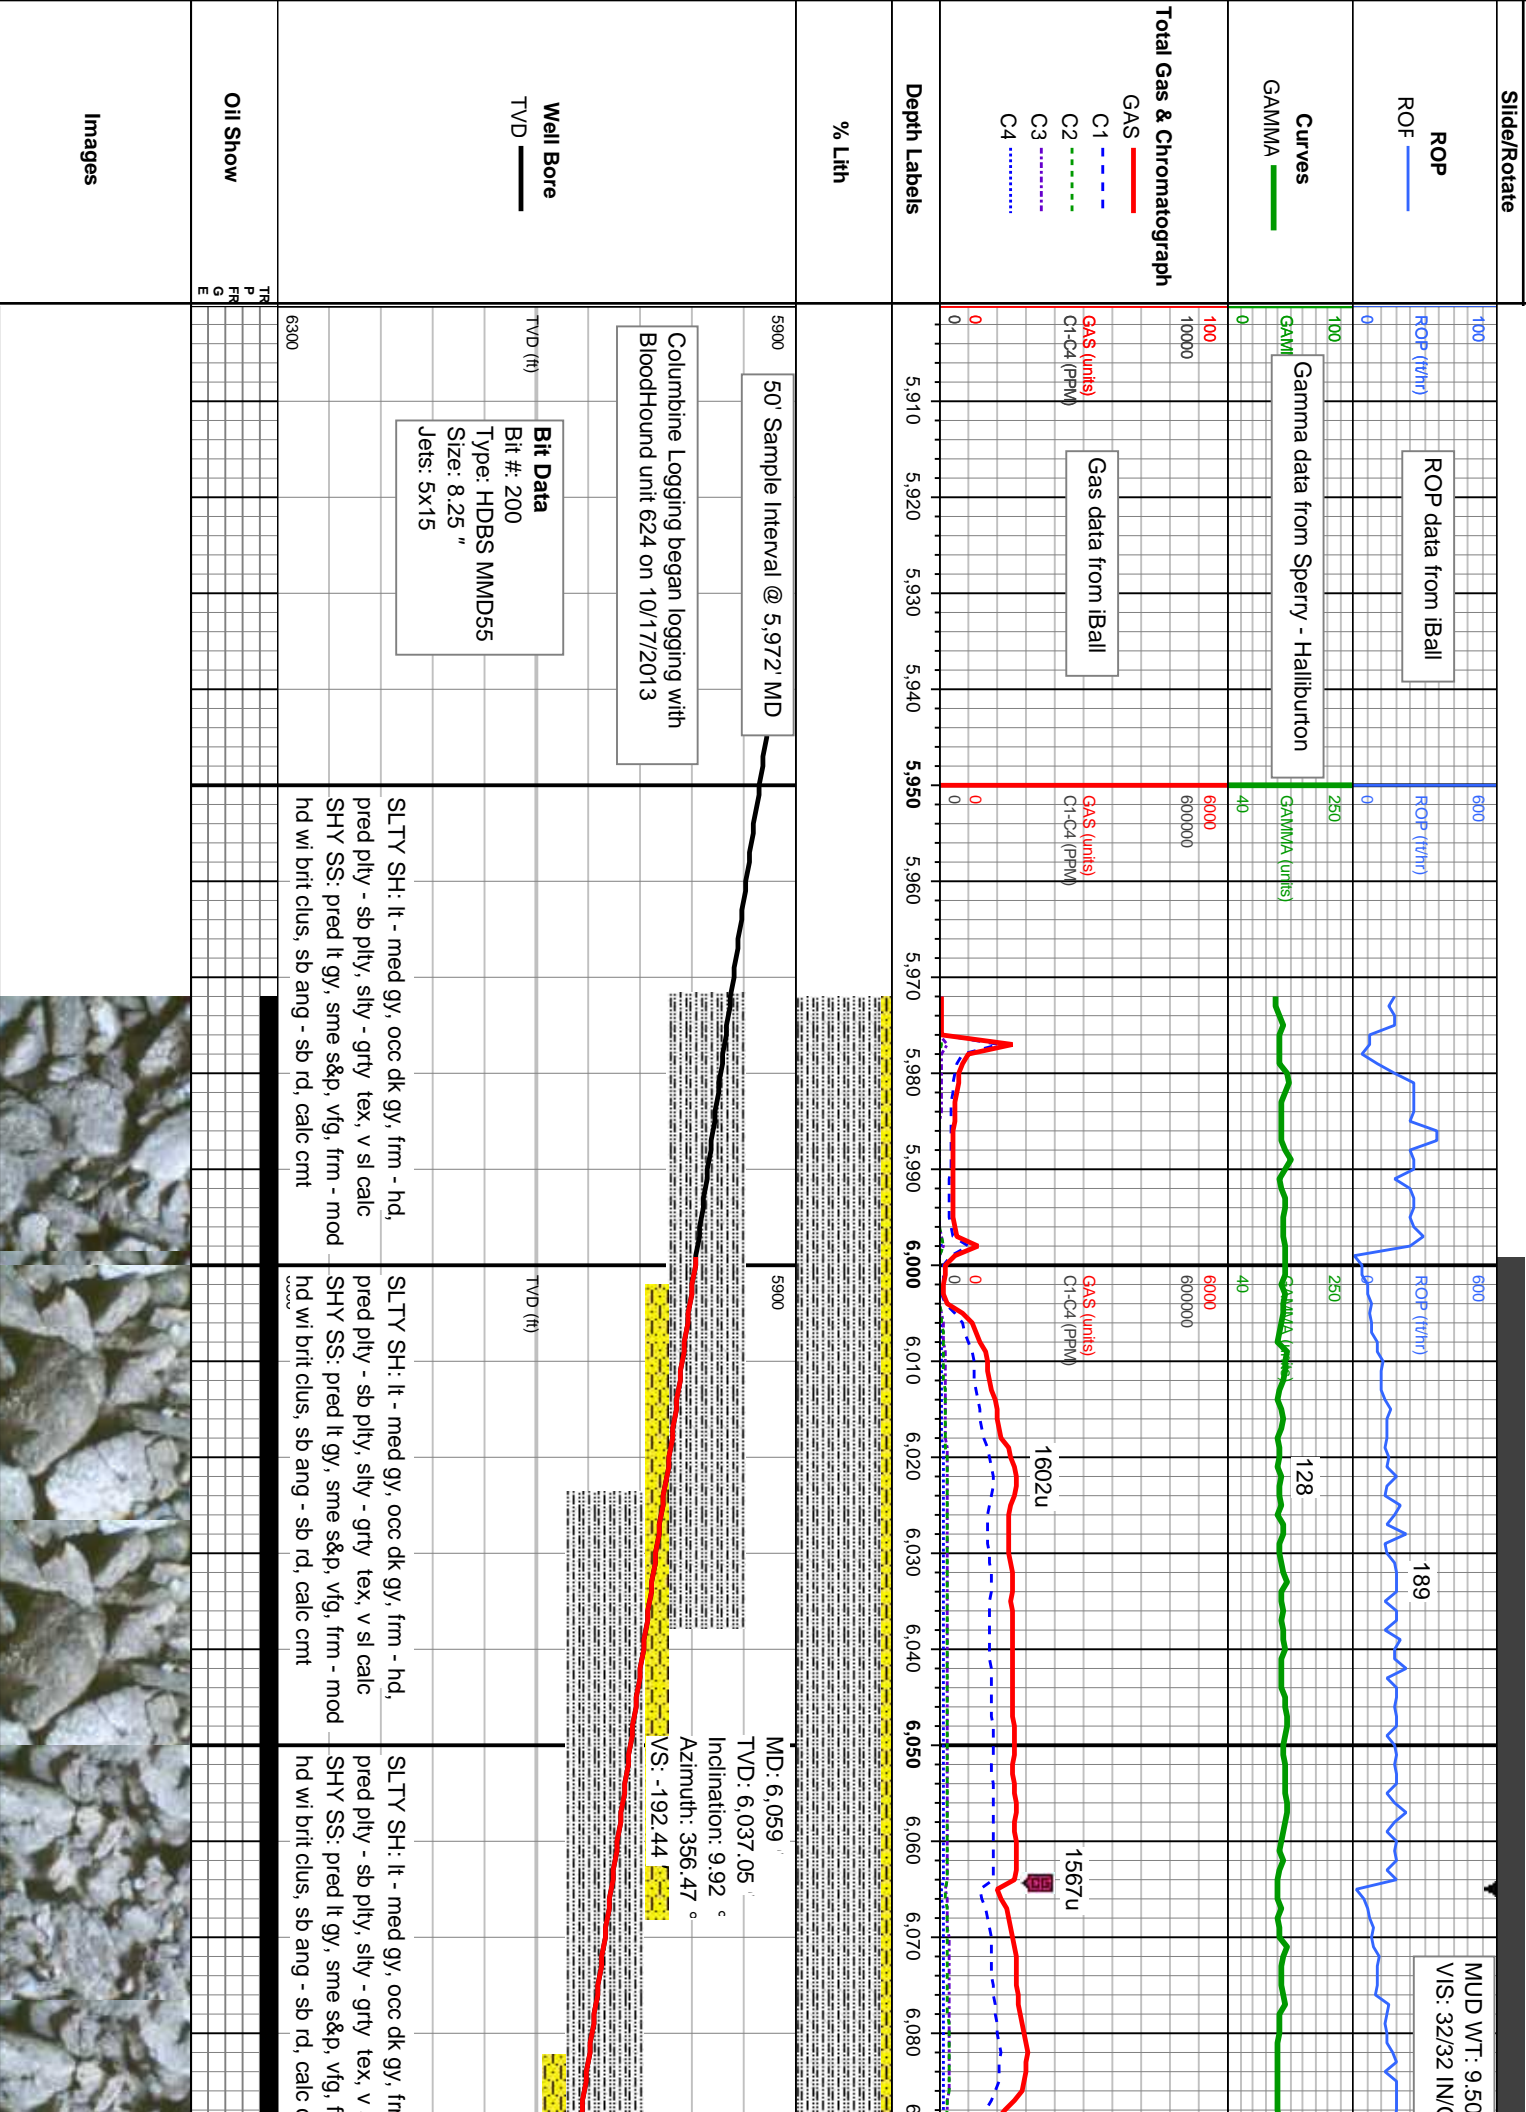 Slide/Rotate
ROP
ROP
Curves
GAMMA
Total Gas & Chromatograph
GAS
C1
C2
C3
C4
Depth Labels
% Lith
Well Bore
TVD
Oil Show
TR
P
FR
G
E
Images
100
ROP (ft/hr)
0
ROP data from iBall
600
ROP (ft/hr)
0
600
ROP (ft/hr)
0
189
MUD WT: 9.50
VIS: 32/32
100
0
Gamma data from Sperry - Halliburton
250
GAMMA (units)
40
250
GAMMA (units)
40
128
100
10000
GAS (units)
C1-C4 (PPM)
0
0
Gas data from iBall
6000
600000
GAS (units)
C1-C4 (PPM)
0
0
6000
600000
GAS (units)
C1-C4 (PPM)
0
0
1602u
1567u
5,910
5,920
5,930
5,940
5,950
5,960
5,970
5,980
5,990
6,000
6,010
6,020
6,030
6,040
6,050
6,060
6,070
6,080
5900
TVD (ft)
6300
50' Sample Interval @ 5,972' MD
Columbine Logging began logging with
BloodHound unit 624 on 10/17/2013
Bit Data
Bit #: 200
Type: HDBS MMD55
Size: 8.25 "
Jets: 5x15
SLTY SH: lt - med gy, occ dk gy, frm - hd,
pred plty - sb plty, slty - grty tex, v sl calc
SHY SS: pred lt gy, sme s&p, vfg, frm - mod
hd wi brit clus, sb ang - sb rd, calc cmt
5900
TVD (ft)
SLTY SH: lt - med gy, occ dk gy, frm - hd,
pred plty - sb plty, slty - grty tex, v sl calc
SHY SS: pred lt gy, sme s&p, vfg, frm - mod
hd wi brit clus, sb ang - sb rd, calc cmt
MD: 6,059 '
TVD: 6,037.05 '
Inclination: 9.92 °
Azimuth: 356.47 °
VS: -192.44
SLTY SH: lt - med gy, occ dk gy,
pred plty - sb plty, slty - grty tex, v
SHY SS: pred lt gy, sme s&p, vfg,
hd wi brit clus, sb ang - sb rd, calc